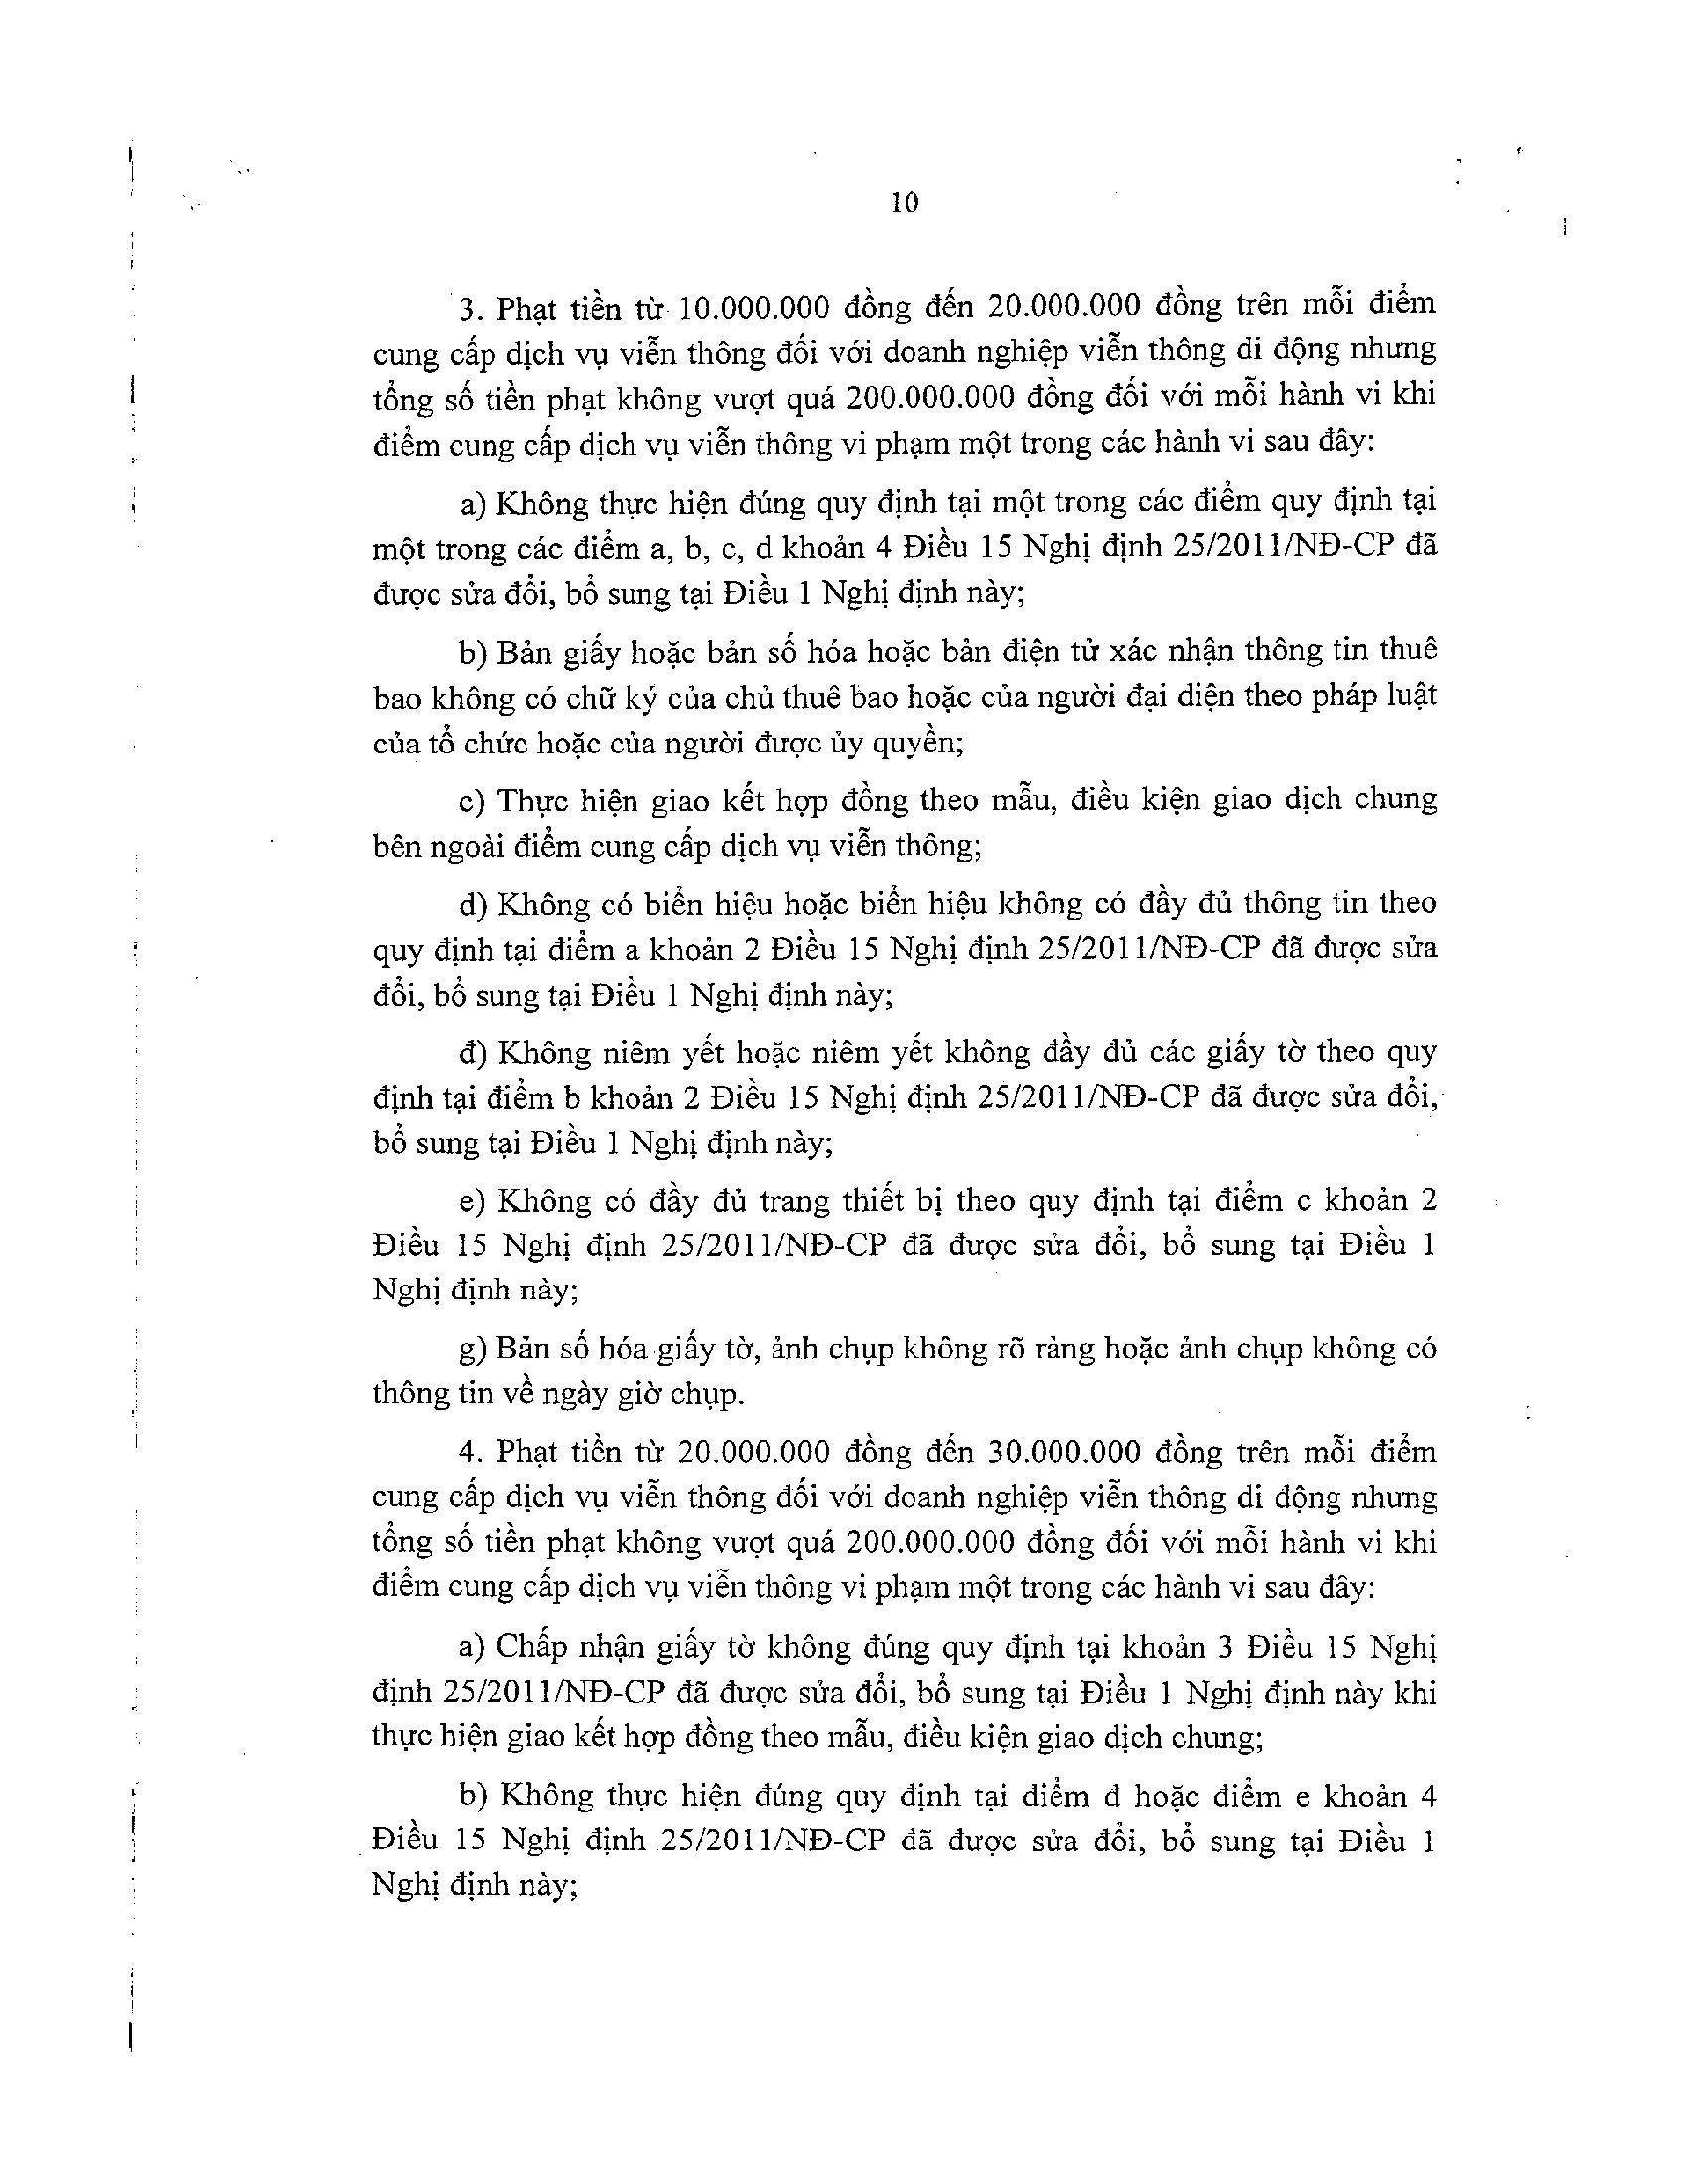 10
3. Phạt tiền từ 10.000.000 đồng đến 20.000.000 đồng trên mỗi điểm
cung cấp dịch vụ viễn thông đối với doanh nghiệp viễn thông di động nhưng
tổng số tiền phạt không vượt quá 200.000.000 đồng đối với mỗi hành vi khi
điểm cung cấp dịch vụ viễn thông vi phạm một trong các hành vi sau đây:
a) Không thực hiện đúng quy định tại một trong các điểm quy định tại
một trong các điểm a, b, c, d khoản 4 Điều 15 Nghị định 25/2011/NĐ-CP đã
được sửa đổi, bổ sung tại Điều 1 Nghị định này;
b) Bản giấy hoặc bản số hóa hoặc bản điện tử xác nhận thông tin thuê
bao không có chữ ký của chủ thuê bao hoặc của người đại diện theo pháp luật
của tổ chức hoặc của người được ủy quyền;
c) Thực hiện giao kết hợp đồng theo mẫu, điều kiện giao dịch chung
bên ngoài điểm cung cấp dịch vụ viễn thông;
d) Không có biển hiệu hoặc biển hiệu không có đầy đủ thông tin theo
quy định tại điểm a khoản 2 Điều 15 Nghị định 25/2011/NĐ-CP đã được sửa
đổi, bổ sung tại Điều 1 Nghị định này;
đ) Không niêm yết hoặc niêm yết không đầy đủ các giấy tờ theo quy
định tại điểm b khoản 2 Điều 15 Nghị định 25/2011/NĐ-CP đã được sửa đổi,
bổ sung tại Điều 1 Nghị định này;
e) Không có đầy đủ trang thiết bị theo quy định tại điểm c khoản 2
Điều 15 Nghị định 25/2011/NĐ-CP đã được sửa đổi, bổ sung tại Điều 1
Nghị định này;
g) Bản số hóa giấy tờ, ảnh chụp không rõ ràng hoặc ảnh chụp không có
thông tin về ngày giờ chụp.
4. Phạt tiền từ 20.000.000 đồng đến 30.000.000 đồng trên mỗi điểm
cung cấp dịch vụ viễn thông đối với doanh nghiệp viễn thông di động nhưng
tổng số tiền phạt không vượt quá 200.000.000 đồng đối với mỗi hành vi khi
điểm cung cấp dịch vụ viễn thông vi phạm một trong các hành vi sau đây:
a) Chấp nhận giấy tờ không đúng quy định tại khoản 3 Điều 15 Nghị
định 25/2011/NĐ-CP đã được sửa đổi, bổ sung tại Điều 1 Nghị định này khi
thực hiện giao kết hợp đồng theo mẫu, điều kiện giao dịch chung;
b) Không thực hiện đúng quy định tại điểm đ hoặc điểm e khoản 4
Điều 15 Nghị định 25/2011/NĐ-CP đã được sửa đổi, bổ sung tại Điều 1
Nghị định này;